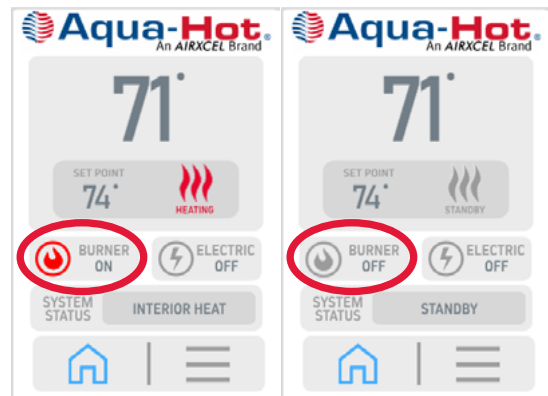 Aqua-Hot.
An AIRXCEL Brand
71°
SET POINT
74°
HEATING
BURNER
ON
ELECTRIC
OFF
SYSTEM
STATUS
INTERIOR HEAT
Aqua-Hot.
An AIRXCEL Brand
71°
SET POINT
74°
STANDBY
BURNER
OFF
ELECTRIC
OFF
SYSTEM
STATUS
STANDBY